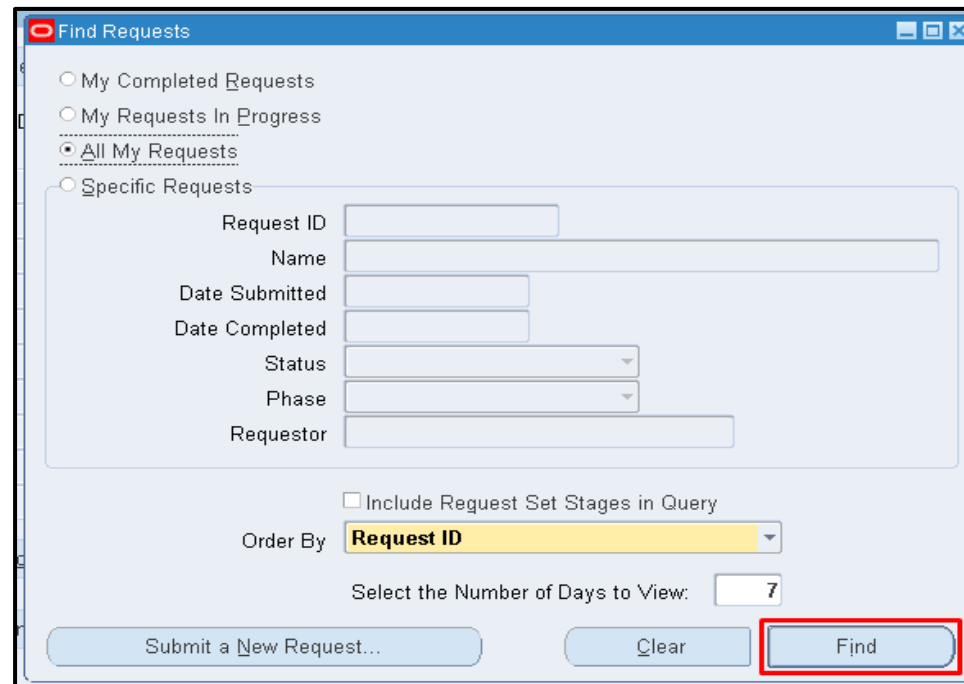 Find Requests
My Completed Requests
My Requests In Progress
All My Requests
Specific Requests
Request ID
Name
Date Submitted
Date Completed
Status
Phase
Requestor
Include Request Set Stages in Query
Order By Request ID
Select the Number of Days to View: 7
Submit a New Request... Clear Find